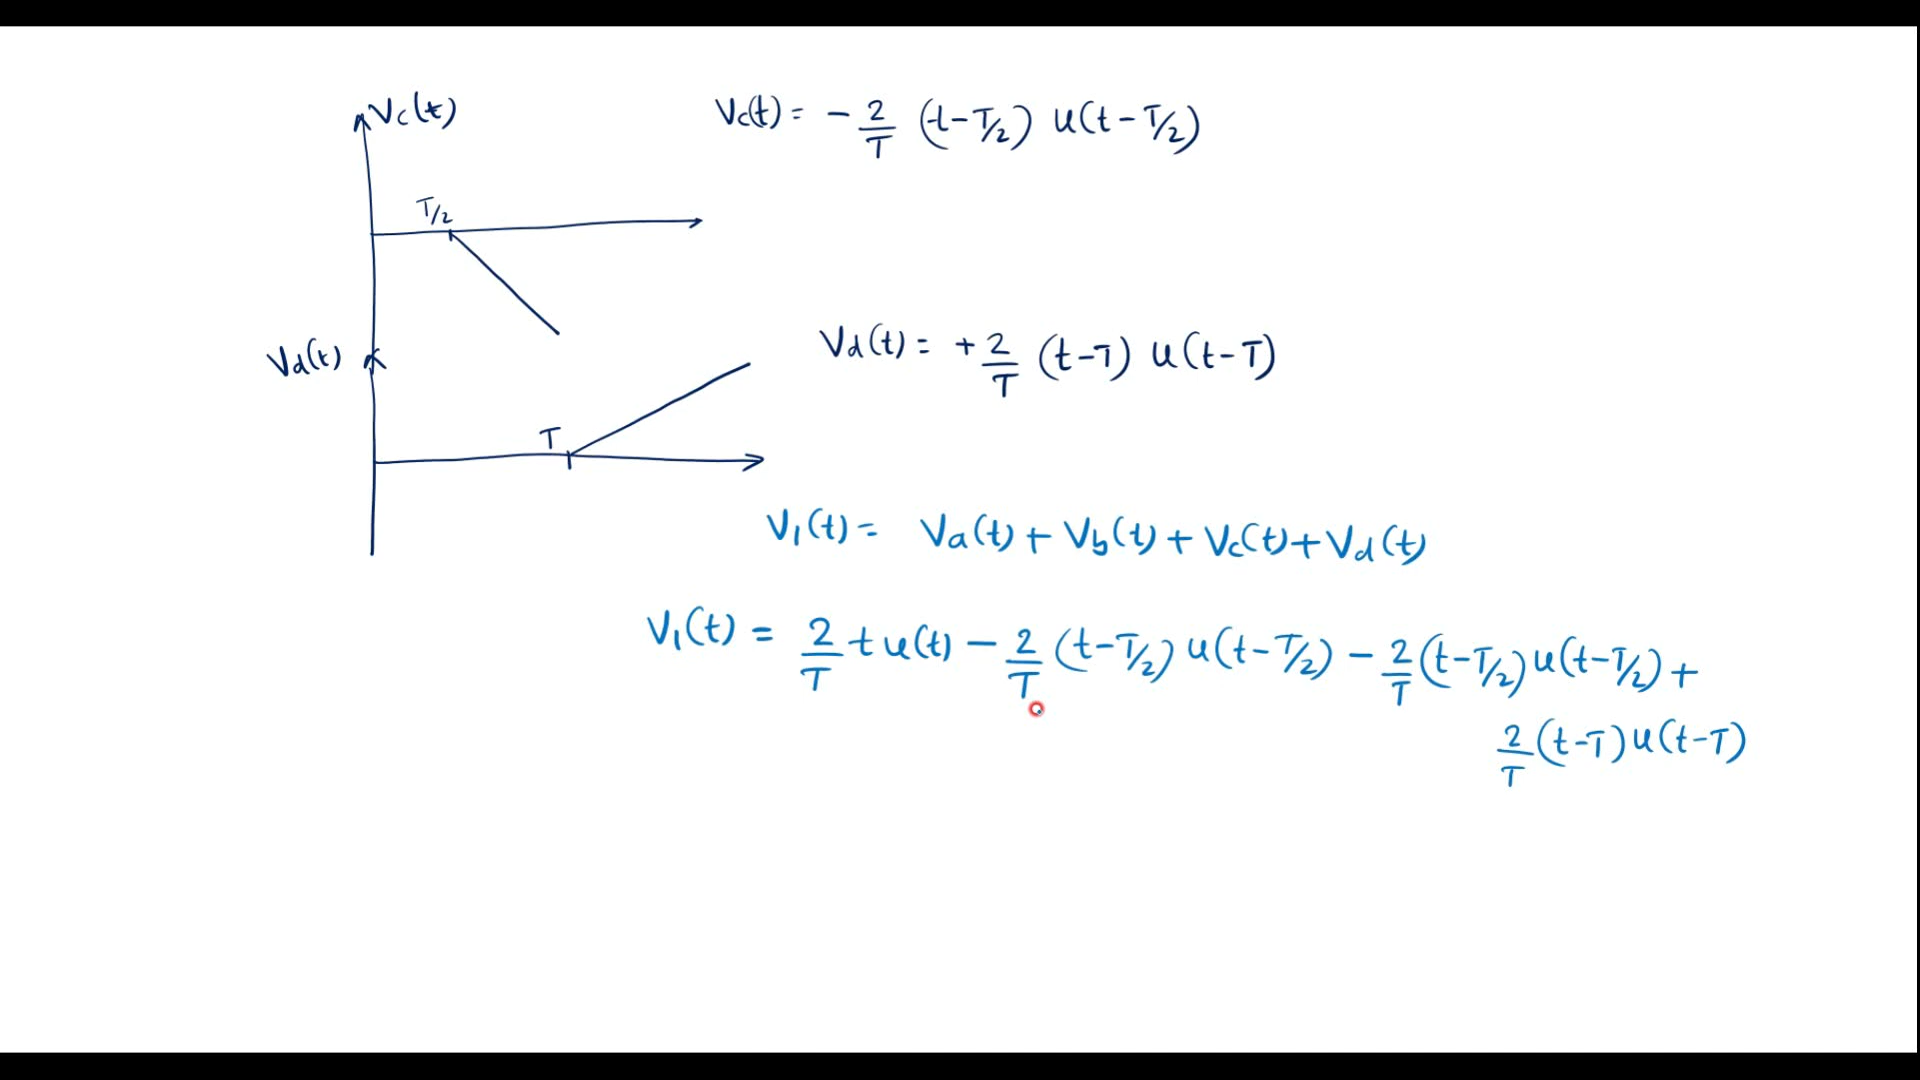 Vc(t)
T/2
Vc(t) = - 2/T (t-T/2) u(t-T/2)
Vd(t)
T
Vd(t) = + 2/T (t-T) u(t-T)
V1(t) = Va(t) + Vb(t) + Vc(t) + Vd(t)
V1(t) = 2/T t u(t) - 2/T (t-T/2) u(t-T/2) - 2/T (t-T/2) u(t-T/2) +
2/T (t-T) u(t-T)